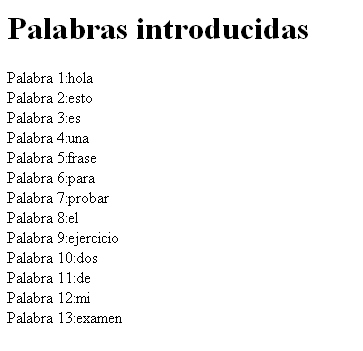 Palabras introducidas
Palabra 1:hola
Palabra 2:esto
Palabra 3:es
Palabra 4:una
Palabra 5:frase
Palabra 6:para
Palabra 7:probar
Palabra 8:el
Palabra 9:ejercicio
Palabra 10:dos
Palabra 11:de
Palabra 12:mi
Palabra 13:examen